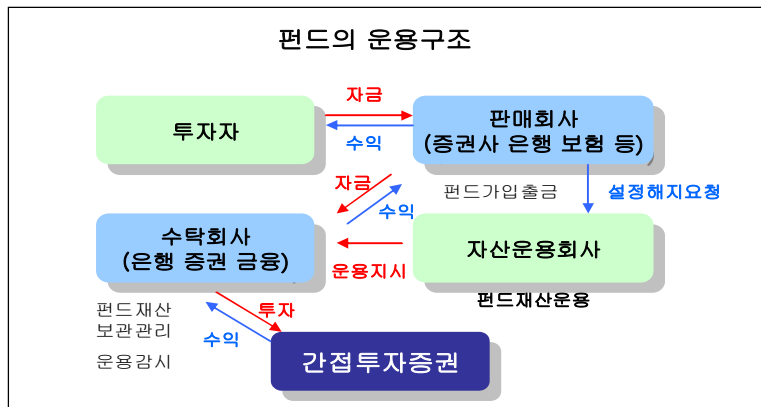 펀드의 운용구조
자금
투자자
판매회사
(증권사 은행 보험 등)
수익
자금
펀드가입출금
설정해지요청
수익
수탁회사
(은행 증권 금융)
자산운용회사
운용지시
펀드재산운용
펀드재산
보관관리
투자
수익
운용감시
간접투자증권